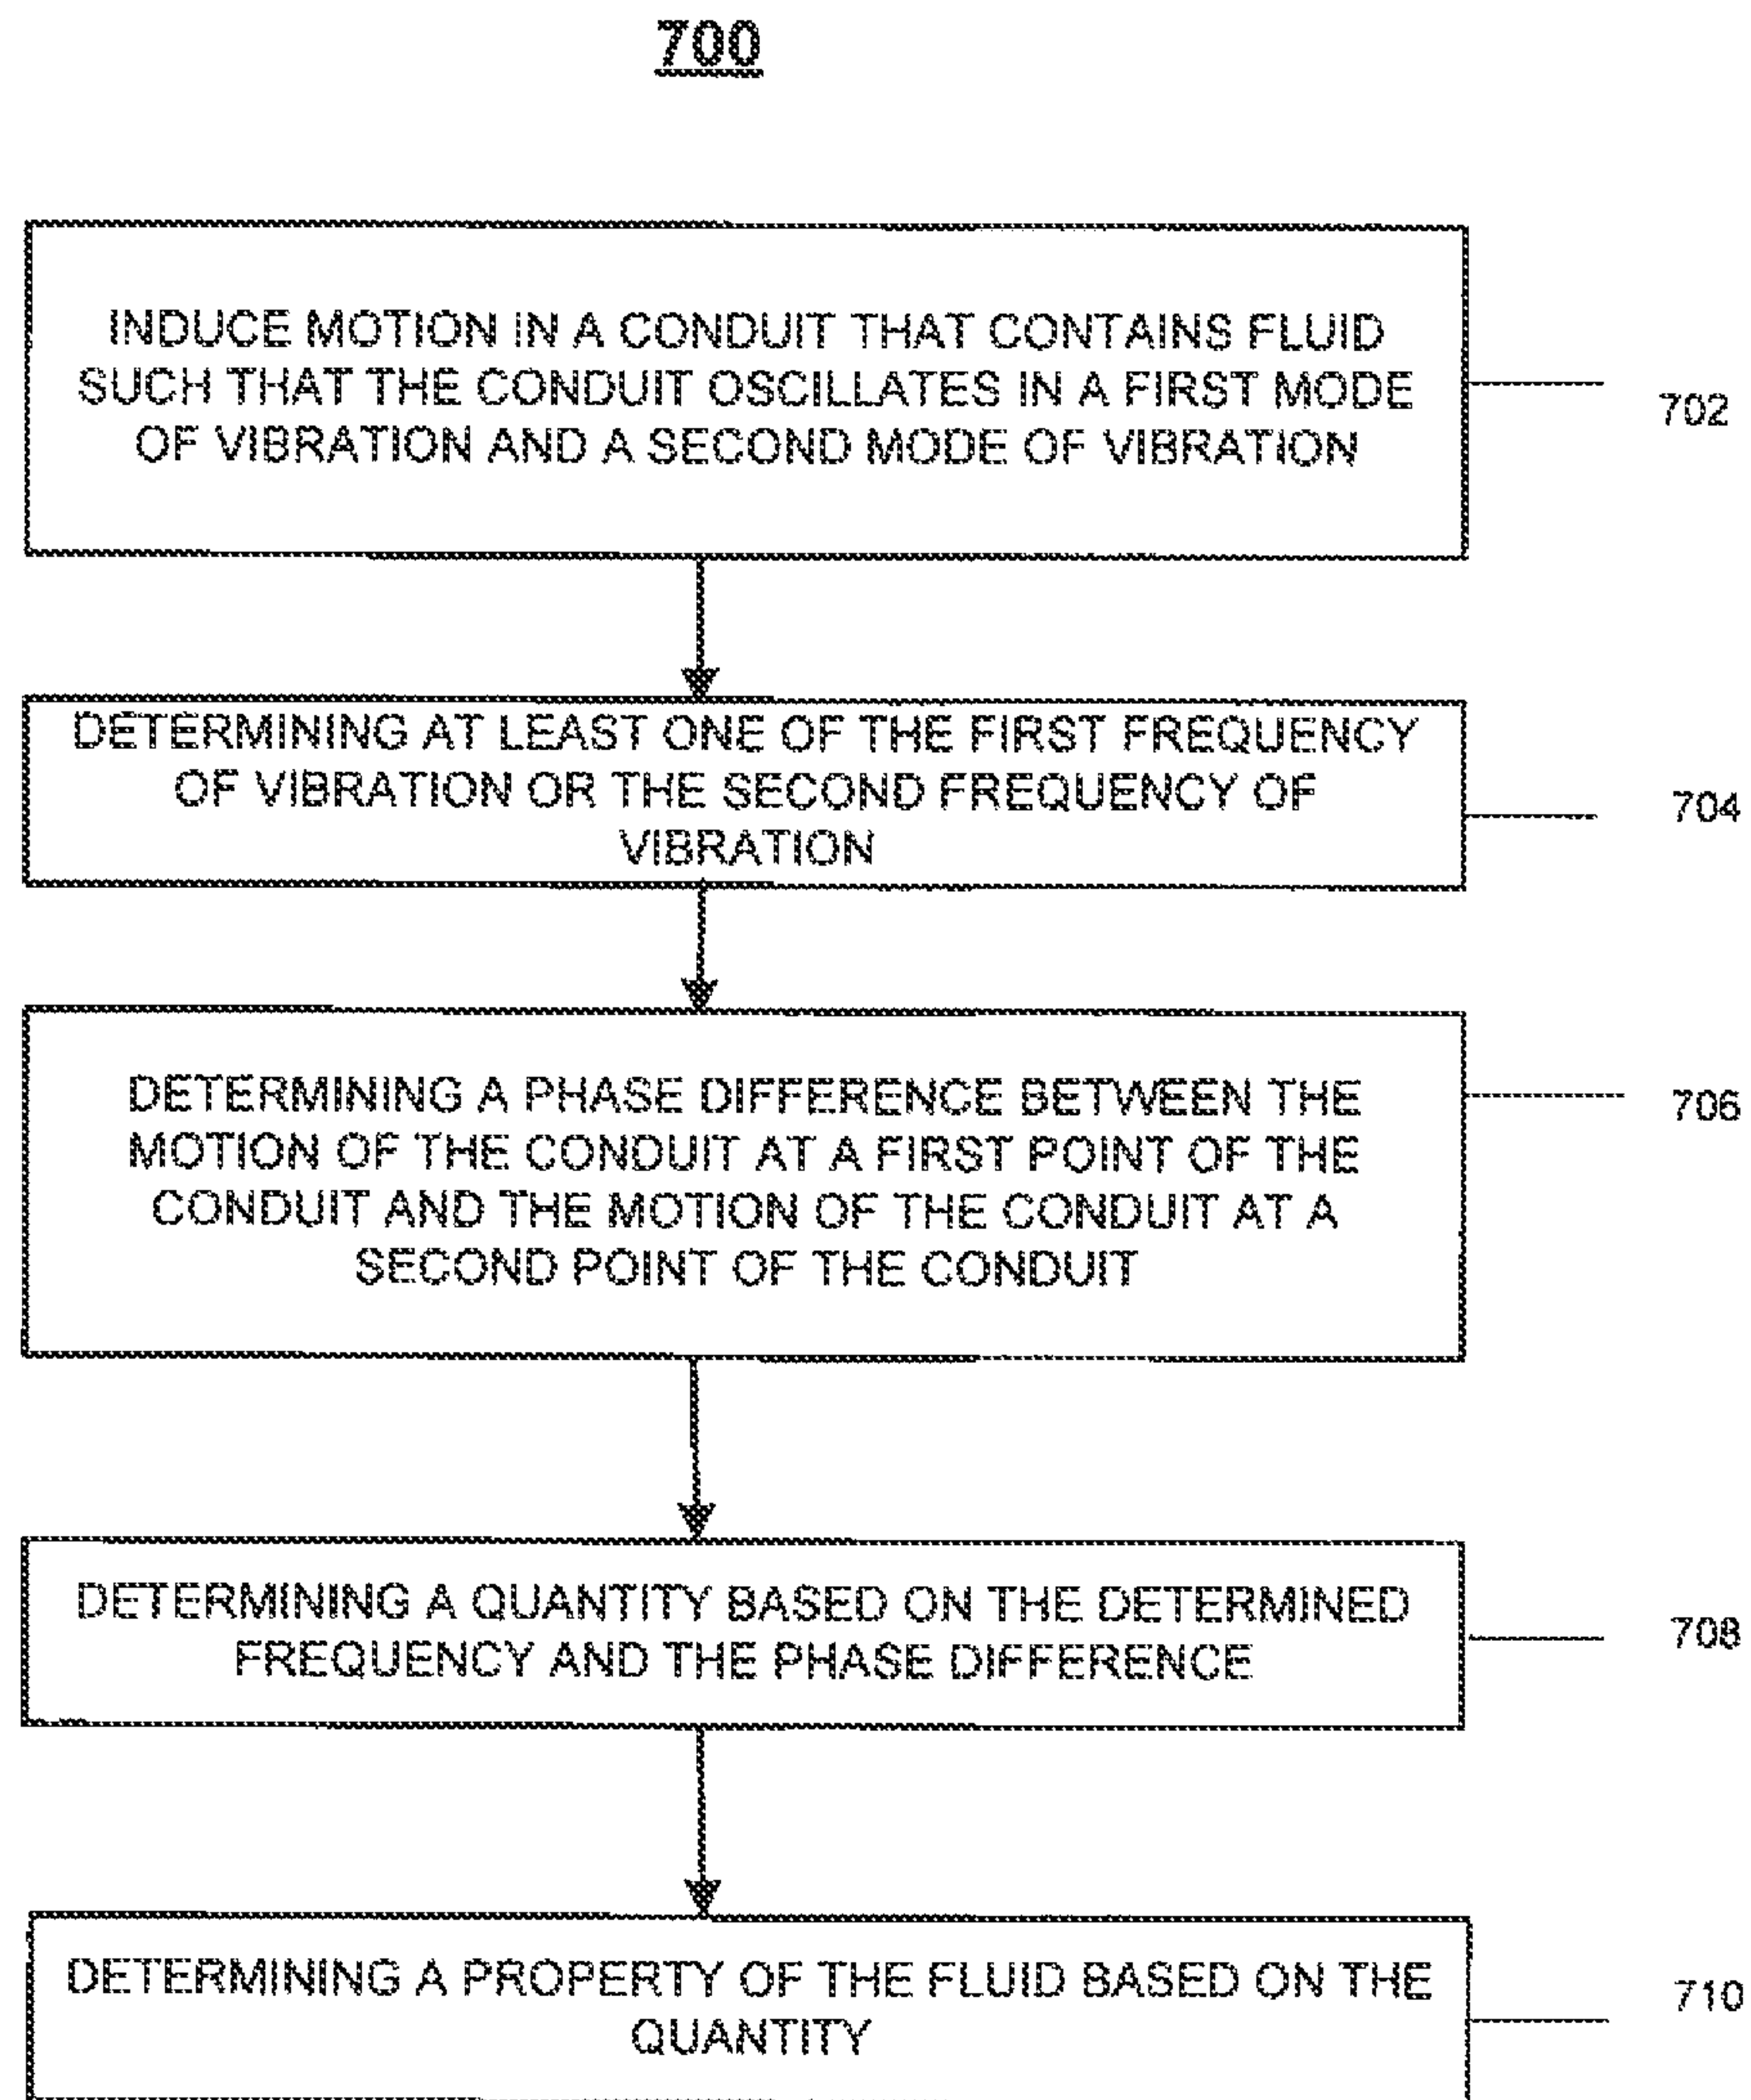 700
INDUCE MOTION IN A CONDUIT THAT CONTAINS FLUID
SUCH THAT THE CONDUIT OSCILLATES IN A FIRST MODE
OF VIBRATION AND A SECOND MODE OF VIBRATION
702
DETERMINING AT LEAST ONE OF THE FIRST FREQUENCY
OF VIBRATION OR THE SECOND FREQUENCY OF
VIBRATION
704
DETERMINING A PHASE DIFFERENCE BETWEEN THE
MOTION OF THE CONDUIT AT A FIRST POINT OF THE
CONDUIT AND THE MOTION OF THE CONDUIT AT A
SECOND POINT OF THE CONDUIT
706
DETERMINING A QUANTITY BASED ON THE DETERMINED
FREQUENCY AND THE PHASE DIFFERENCE
708
DETERMINING A PROPERTY OF THE FLUID BASED ON THE
QUANTITY
710